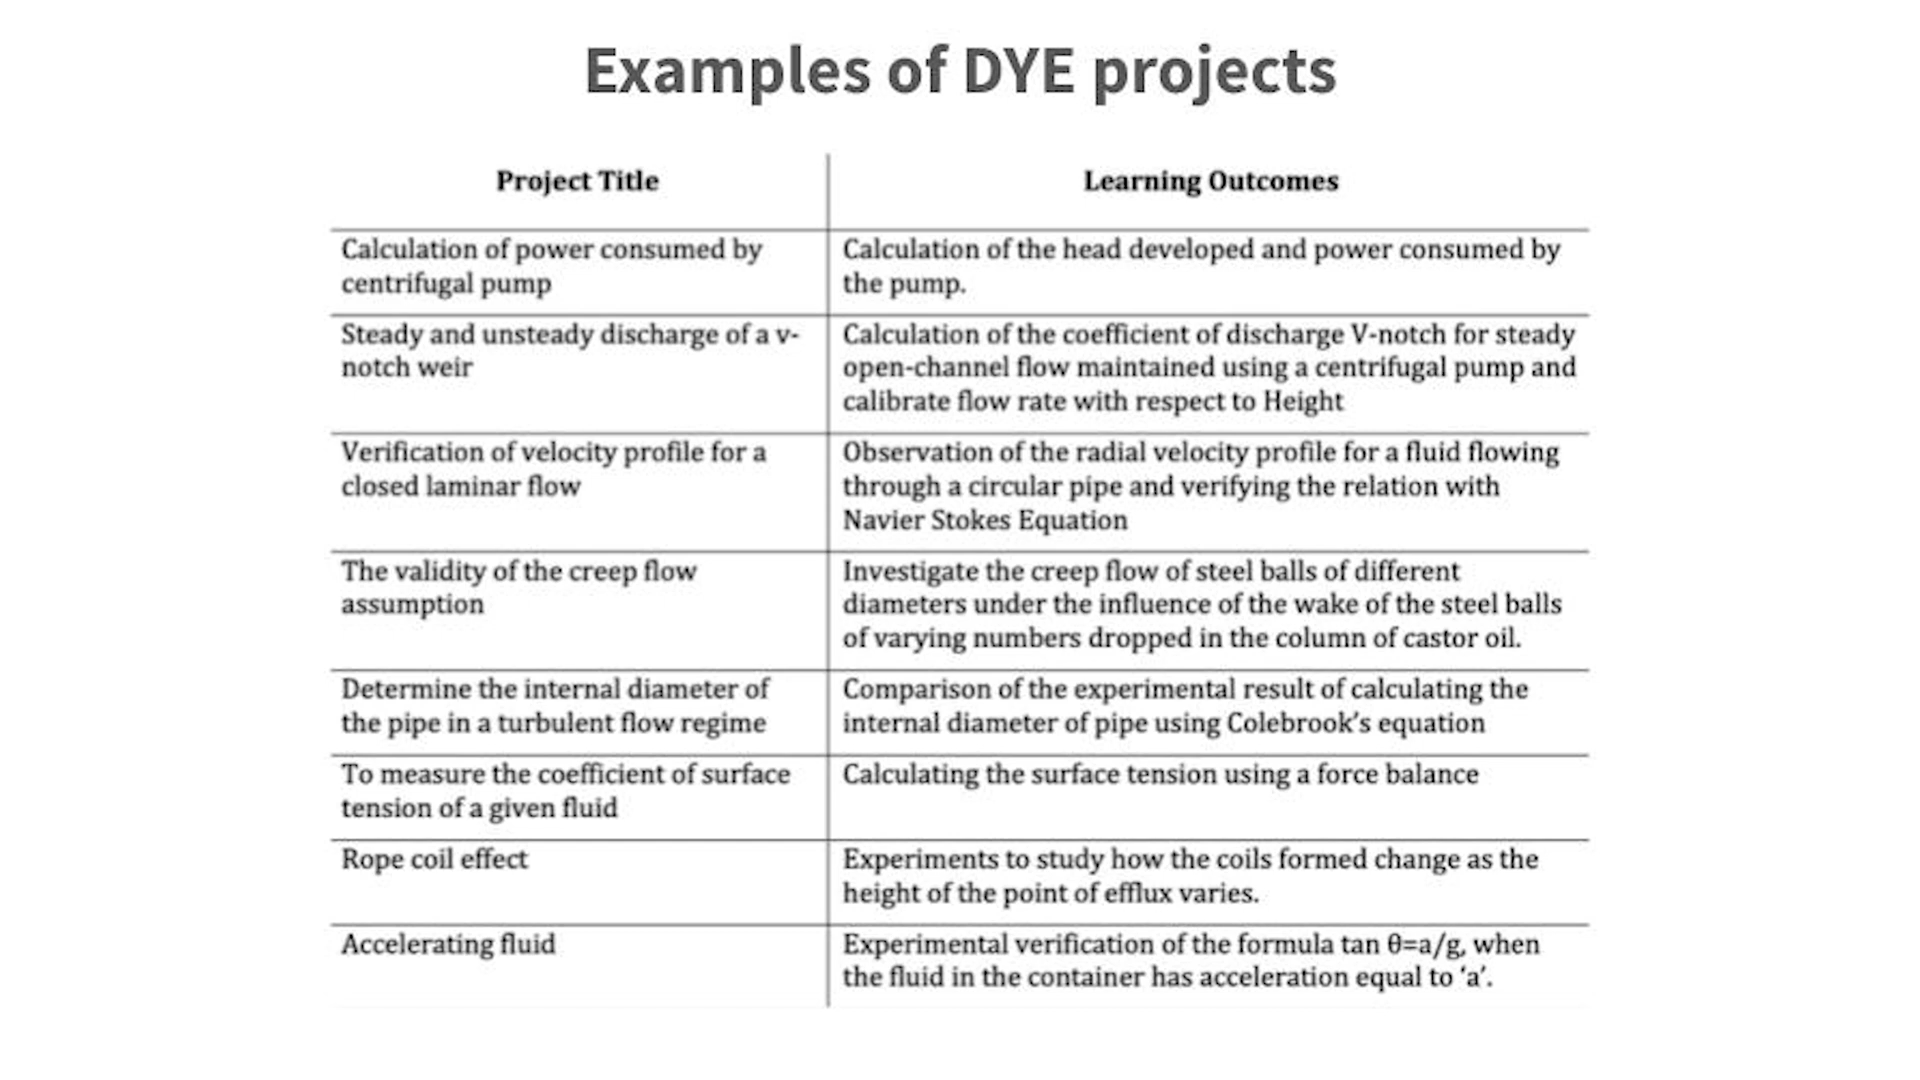 Examples of DYE projects
Project Title
Learning Outcomes
Calculation of power consumed by
centrifugal pump
Calculation of the head developed and power consumed by
the pump.
Steady and unsteady discharge of a v-
notch weir
Calculation of the coefficient of discharge V-notch for steady
open-channel flow maintained using a centrifugal pump and
calibrate flow rate with respect to Height
Verification of velocity profile for a
closed laminar flow
Observation of the radial velocity profile for a fluid flowing
through a circular pipe and verifying the relation with
Navier Stokes Equation
The validity of the creep flow
assumption
Investigate the creep flow of steel balls of different
diameters under the influence of the wake of the steel balls
of varying numbers dropped in the column of castor oil.
Determine the internal diameter of
the pipe in a turbulent flow regime
Comparison of the experimental result of calculating the
internal diameter of pipe using Colebrook’s equation
To measure the coefficient of surface
tension of a given fluid
Calculating the surface tension using a force balance
Rope coil effect
Experiments to study how the coils formed change as the
height of the point of efflux varies.
Accelerating fluid
Experimental verification of the formula tan θ=a/g, when
the fluid in the container has acceleration equal to ‘a’.